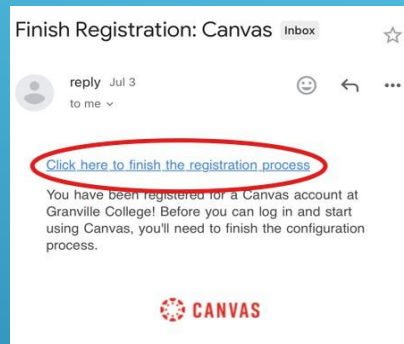 Finish Registration: Canvas Inbox
reply Jul 3
to me
Click here to finish the registration process
You have been registered for a Canvas account at
Granville College! Before you can log in and start
using Canvas, you'll need to finish the configuration
process.
CANVAS